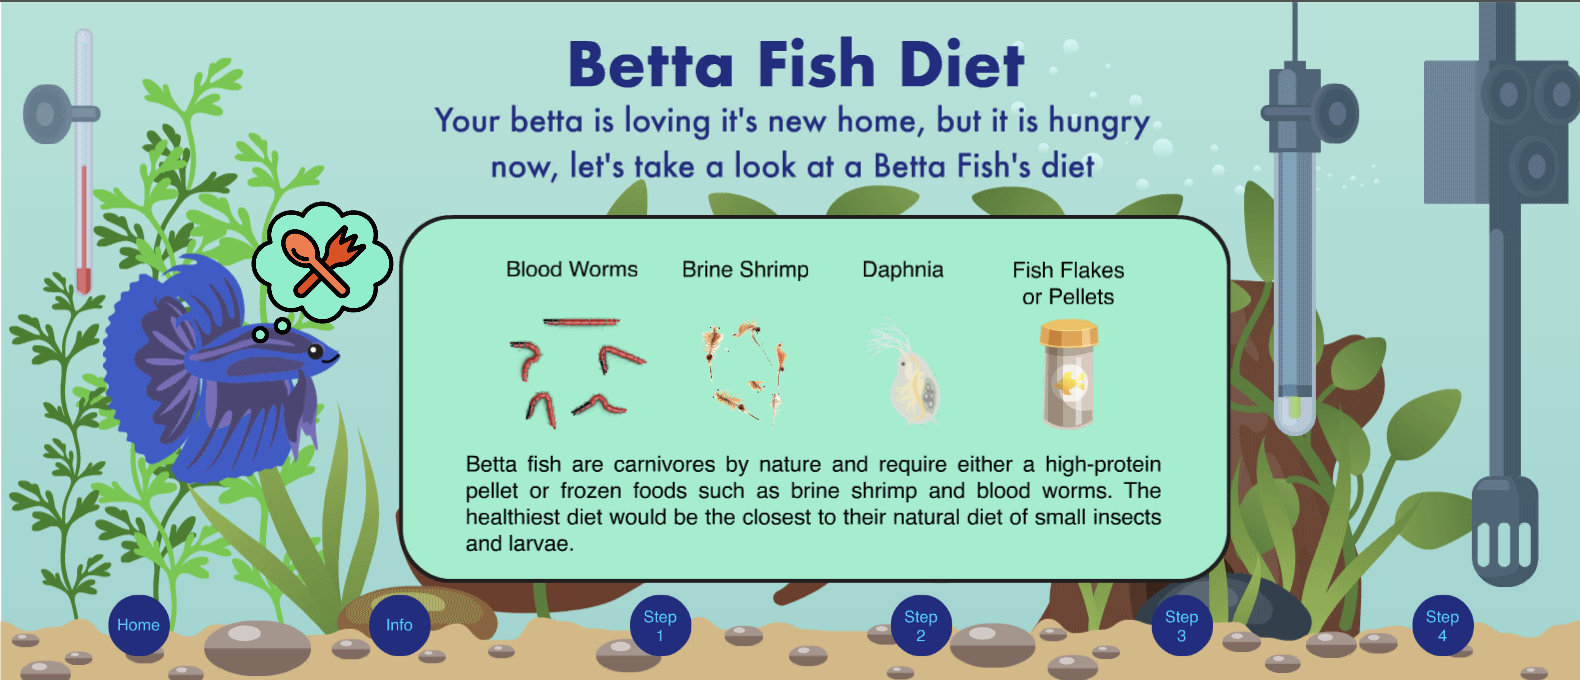 Betta Fish Diet
Your betta is loving it's new home, but it is hungry
now, let's take a look at a Betta Fish's diet
Blood Worms
Brine Shrimp
Daphnia
Fish Flakes
or Pellets
Betta fish are carnivores by nature and require either a high-protein
pellet or frozen foods such as brine shrimp and blood worms. The
healthiest diet would be the closest to their natural diet of small insects
and larvae.
Home
Info
Step
1
Step
2
Step
3
Step
4